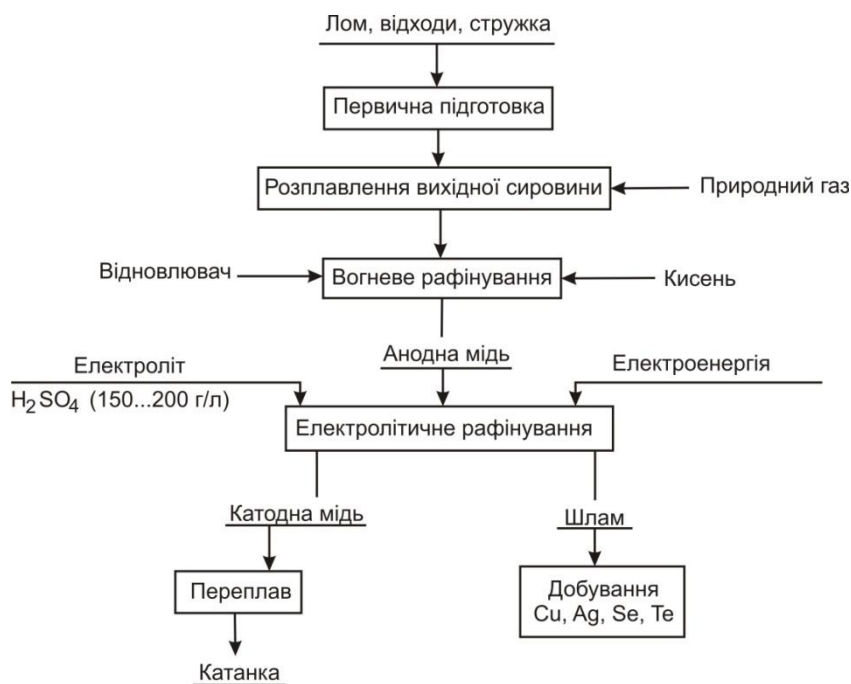 Лом, відходи, стружка
Первична підготовка
Розплавлення вихідної сировини
Природний газ
Відновлювач
Вогневе рафінування
Кисень
Електроліт
H2SO4 (150...200 г/л)
Анодна мідь
Електроенергія
Електролітичне рафінування
Катодна мідь
Шлам
Переплав
Добування
Cu, Ag, Se, Te
Катанка